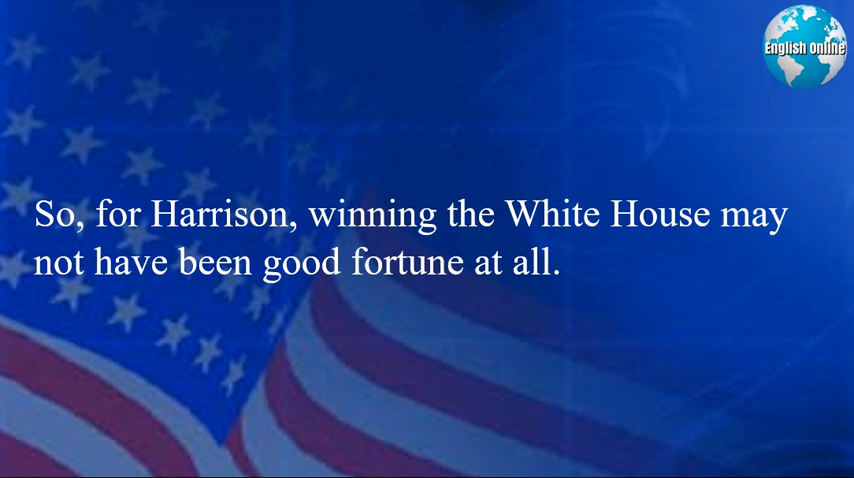 English Online
So, for Harrison, winning the White House may
not have been good fortune at all.